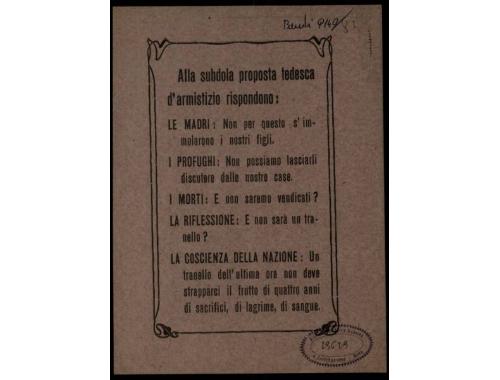 Alla subdola proposta tedesca
d'armistizio rispondono:
LE MADRI: Non per questo s'im-
molarono i nostri figli.
I PROFUGHI: Non possiamo lasciarli
discutere dalle nostre case.
I MORTI: E non saremo vendicati?
LA RIFLESSIONE: E non sarà un tra-
nello?
LA COSCIENZA DELLA NAZIONE: Un
tranello dell'ultima ora non deve
strapparci il frutto di quattro anni
di sacrifici, di lagrime, di sangue.